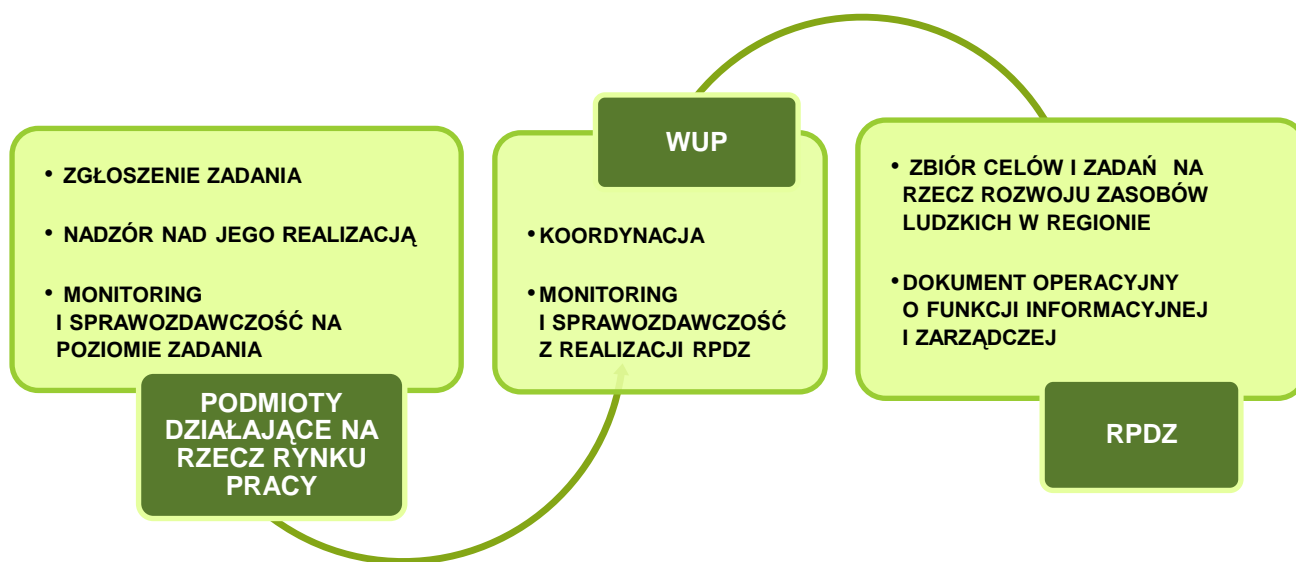 • ZGŁOSZENIE ZADANIA
• NADZÓR NAD JEGO REALIZACJĄ
• MONITORING
I SPRAWOZDAWCZOŚĆ NA
POZIOMIE ZADANIA
PODMIOTY
DZIAŁAJĄCE NA
RZECZ RYNKU
PRACY
WUP
• KOORDYNACJA
• MONITORING
I SPRAWOZDAWCZOŚĆ
Z REALIZACJI RPDZ
• ZBIÓR CELÓW I ZADAŃ NA
RZECZ ROZWOJU ZASOBÓW
LUDZKICH W REGIONIE
• DOKUMENT OPERACYJNY
O FUNKCJI INFORMACYJNEJ
I ZARZĄDCZEJ
RPDZ